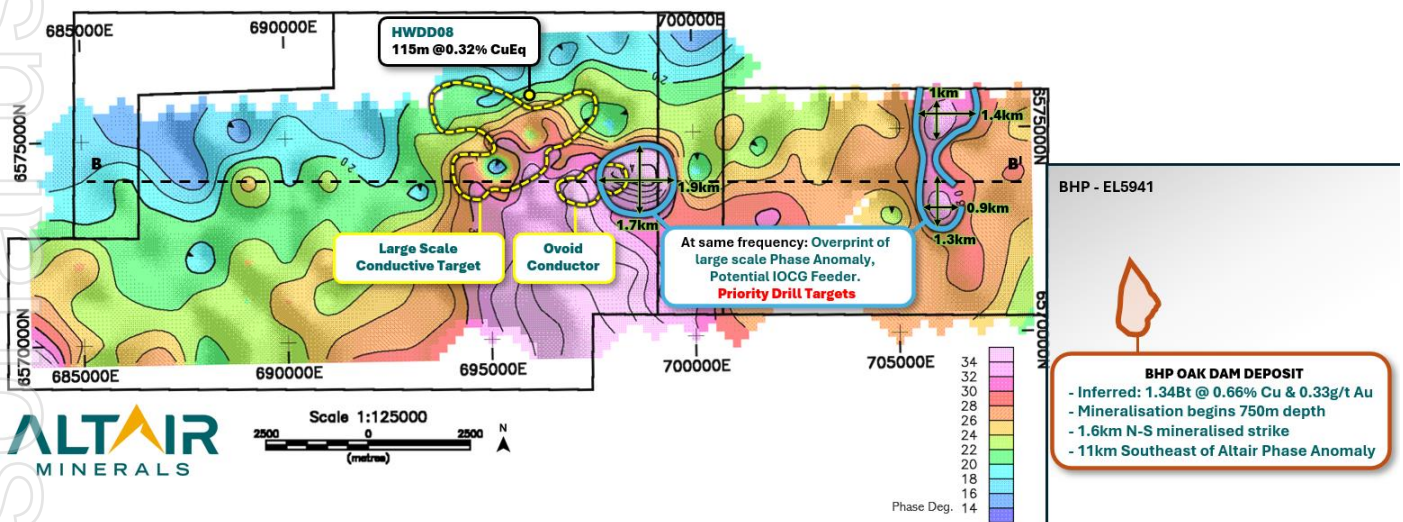 685000E
690000E
700000E
HWDD08
115m @0.32% CuEq
6575000N
6575000N
20
20
1km
1.4km
B
B'
1.9km
1.7km
0.9km
1.3km
BHP - EL5941
Large Scale
Conductive Target
Ovoid
Conductor
At same frequency: Overprint of
large scale Phase Anomaly,
Potential IOCG Feeder.
Priority Drill Targets
6570000N
6570000N
685000E
690000E
695000E
700000E
705000E
BHP OAK DAM DEPOSIT
- Inferred: 1.34Bt @ 0.66% Cu & 0.33g/t Au
- Mineralisation begins 750m depth
- 1.6km N-S mineralised strike
- 11km Southeast of Altair Phase Anomaly
ALTAIR
MINERALS
Scale 1:125000
2500 0 2500
(metres)
N
34
32
30
28
26
24
22
20
18
16
Phase Deg. 14